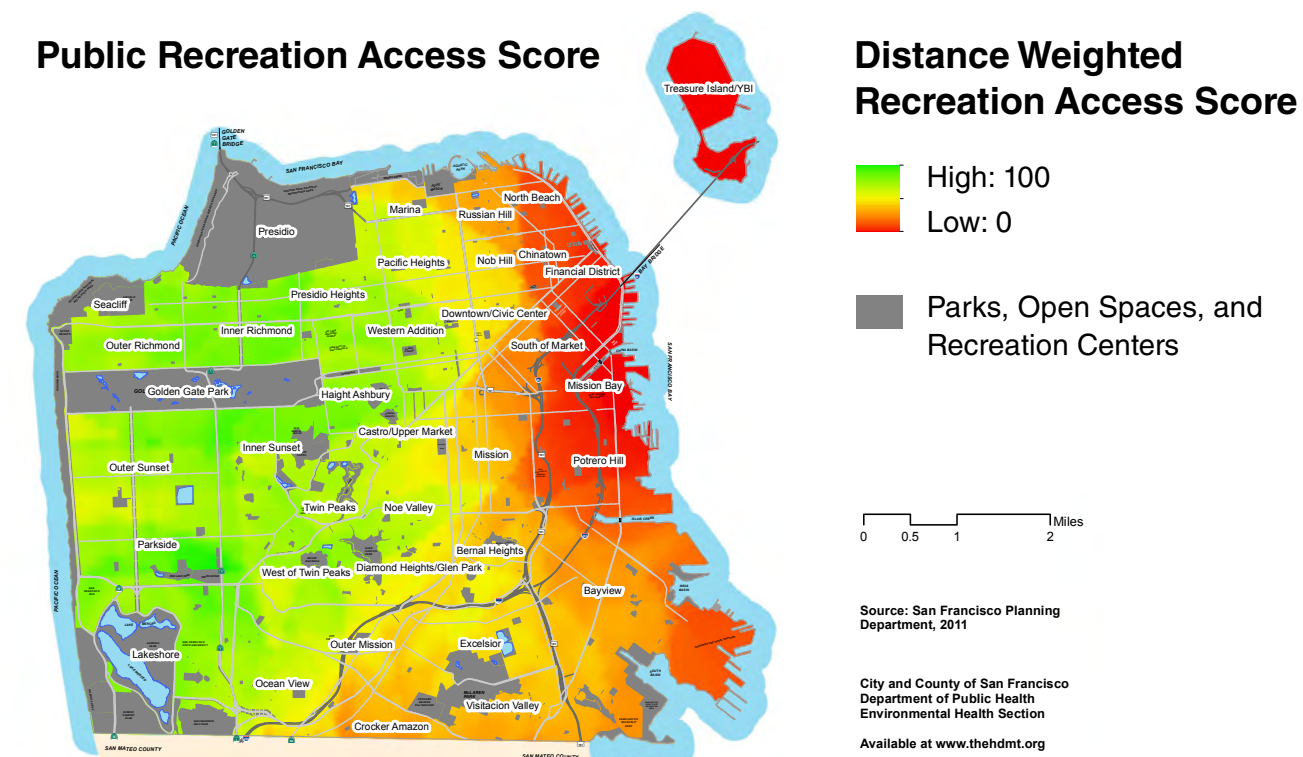 Public Recreation Access Score
Distance Weighted
Recreation Access Score
High: 100
Low: 0
Parks, Open Spaces, and
Recreation Centers
Treasure Island/YBI
GOLDEN
GATE
BRIDGE
SAN FRANCISCO BAY
PACIFIC OCEAN
Presidio
Marina
Russian Hill
North Beach
Pacific Heights
Nob Hill
Chinatown
Financial District
BAY BRIDGE
Seacliff
Presidio Heights
Downtown/Civic Center
Inner Richmond
Western Addition
Outer Richmond
South of Market
SAN FRANCISCO BAY
Golden Gate Park
Haight Ashbury
Mission Bay
Castro/Upper Market
Inner Sunset
Mission
Potrero Hill
Outer Sunset
Twin Peaks
Noe Valley
Parkside
Bernal Heights
West of Twin Peaks
Diamond Heights/Glen Park
Bayview
PACIFIC OCEAN
Lakeshore
Outer Mission
Excelsior
Ocean View
Visitacion Valley
Crocker Amazon
SAN MATEO COUNTY
SAN MATEO COUNTY
Miles
0 0.5 1 2
Source: San Francisco Planning
Department, 2011
City and County of San Francisco
Department of Public Health
Environmental Health Section
Available at www.thehdmt.org